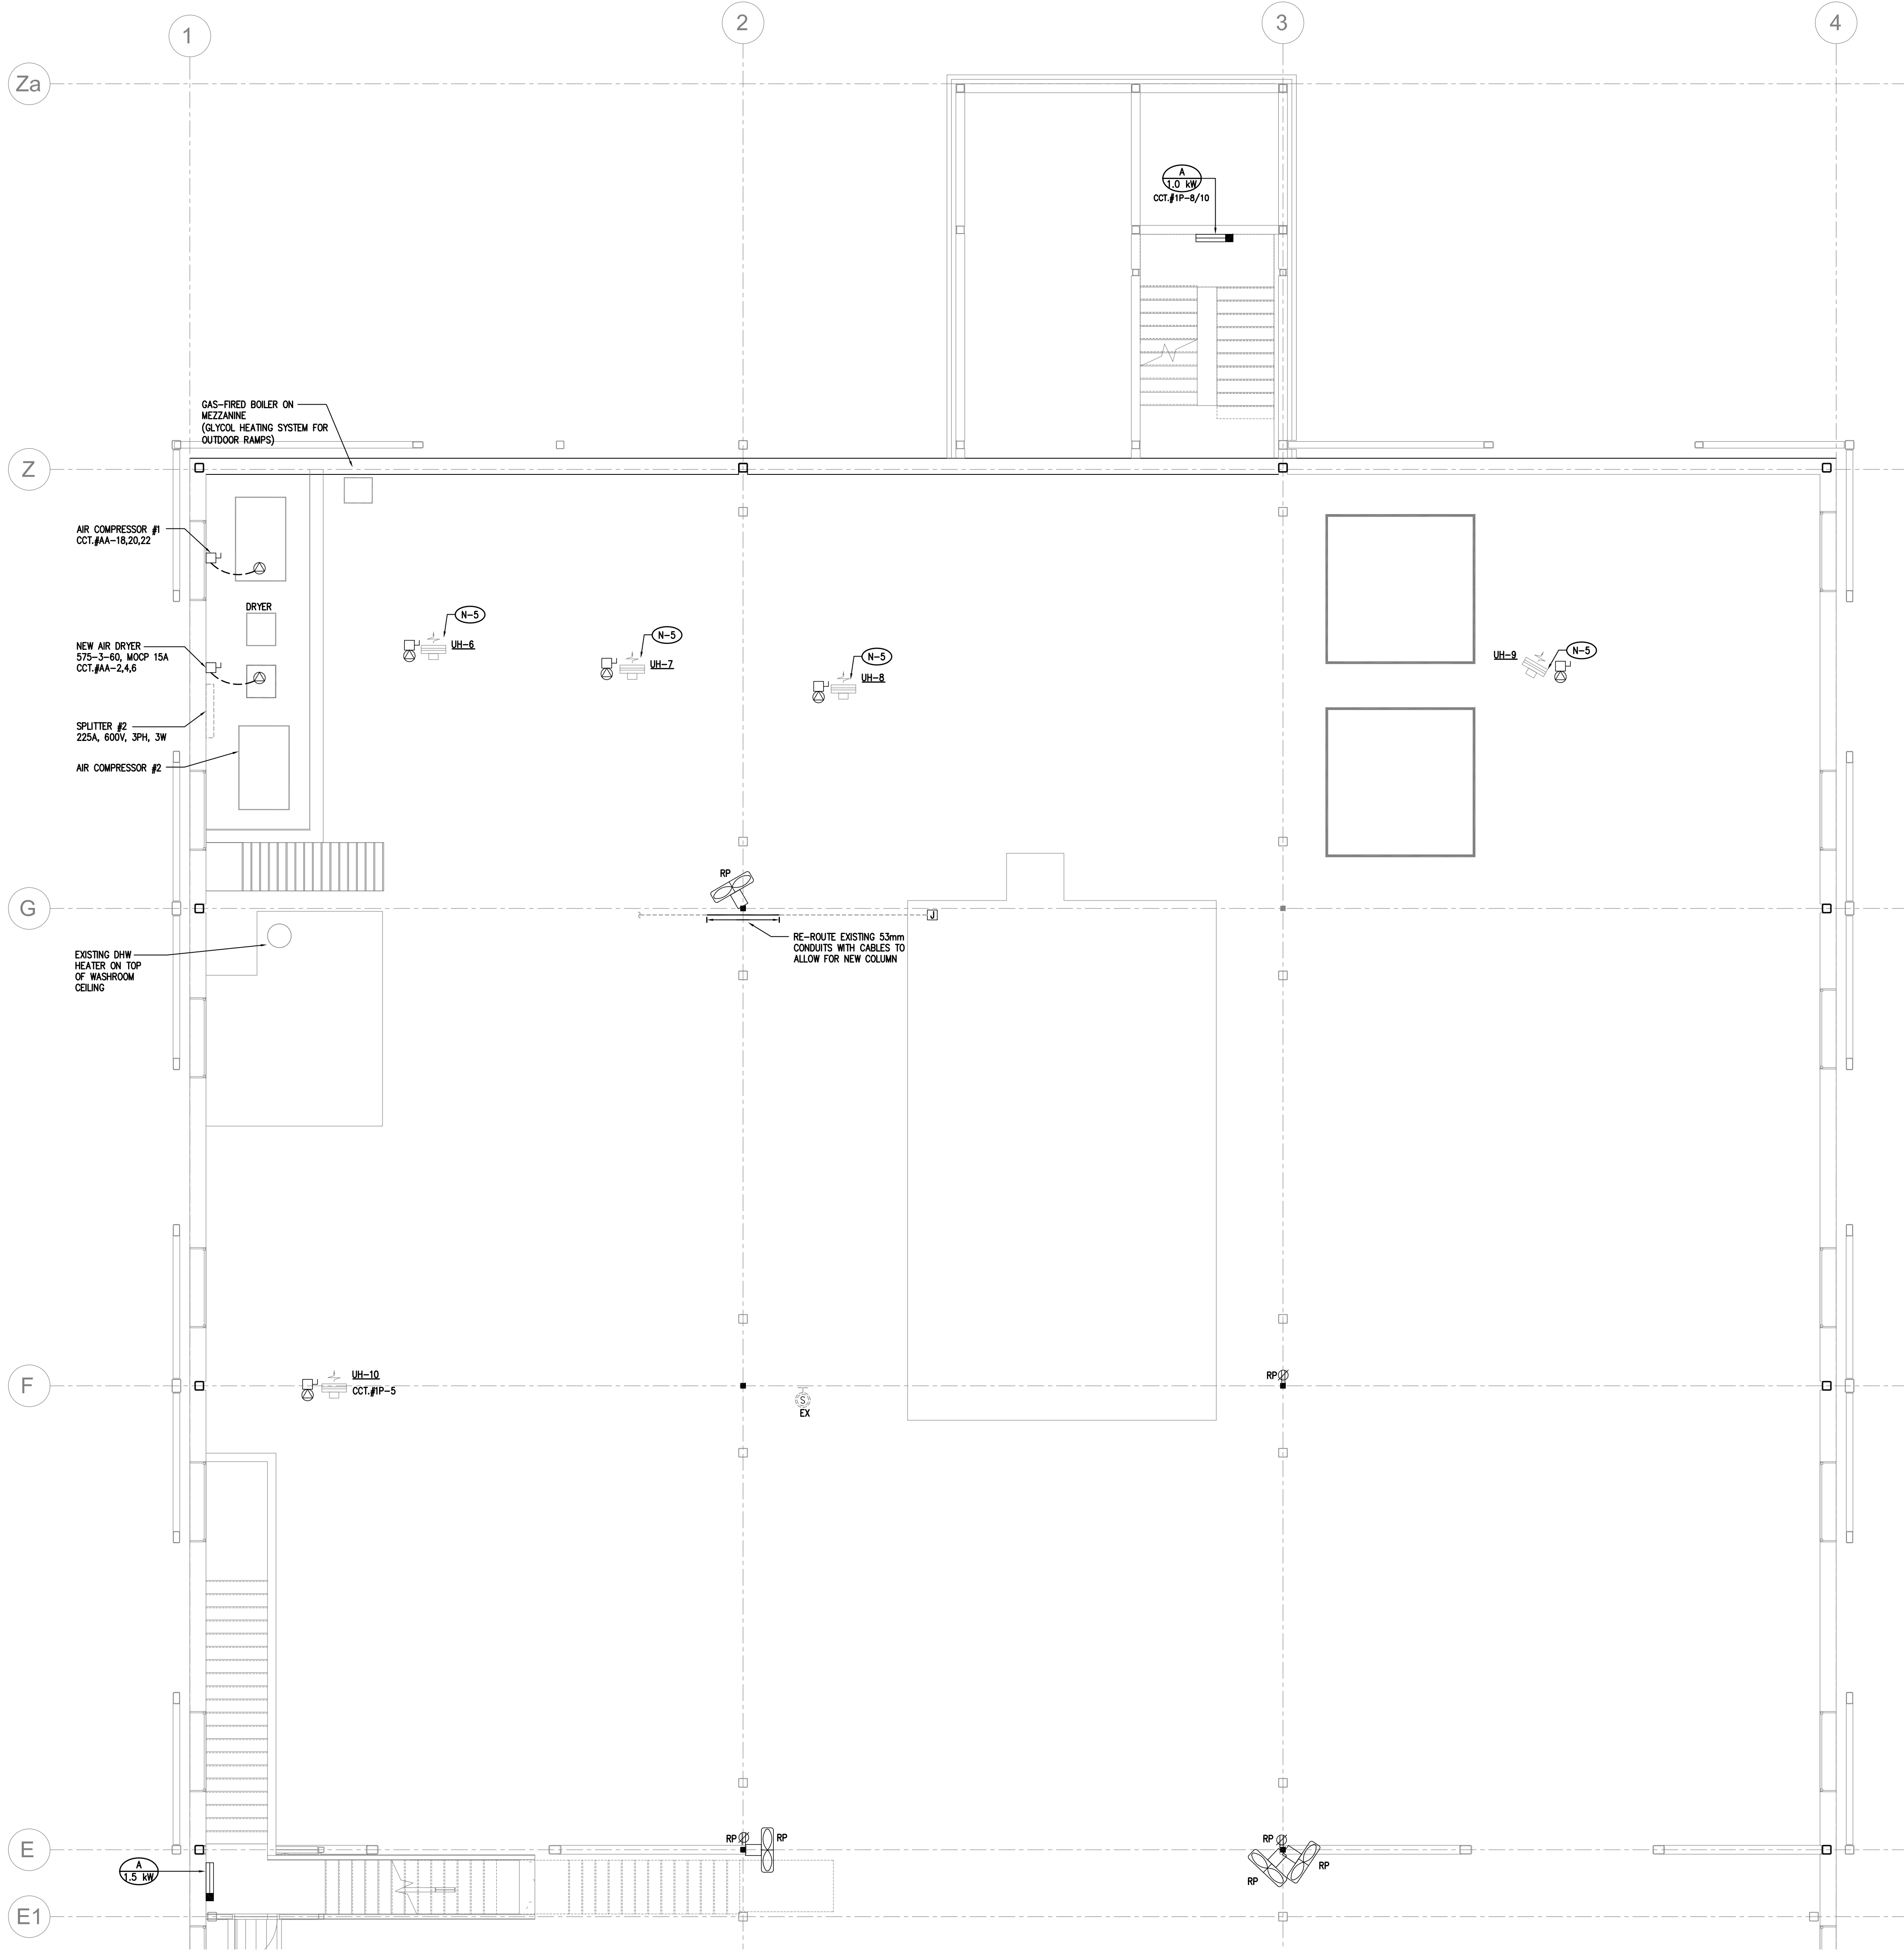 1
2
3
4
Za
A
1.0 kW
CCT.#1P-8/10
GAS-FIRED BOILER ON
MEZZANINE
(GLYCOL HEATING SYSTEM FOR
OUTDOOR RAMPS)
Z
AIR COMPRESSOR #1
CCT.#AA-18,20,22
DRYER
N-5
UH-6
N-5
UH-7
N-5
UH-8
UH-9
N-5
NEW AIR DRYER
575-3-60, MOCP 15A
CCT.#AA-2,4,6
SPLITTER #2
225A, 600V, 3PH, 3W
AIR COMPRESSOR #2
RP
G
J
RE-ROUTE EXISTING 53mm
CONDUITS WITH CABLES TO
ALLOW FOR NEW COLUMN
EXISTING DHW
HEATER ON TOP
OF WASHROOM
CEILING
UH-10
CCT.#1P-5
F
RP
S
EX
RP
RP
RP
RP
RP
E
A
1.5 kW
E1